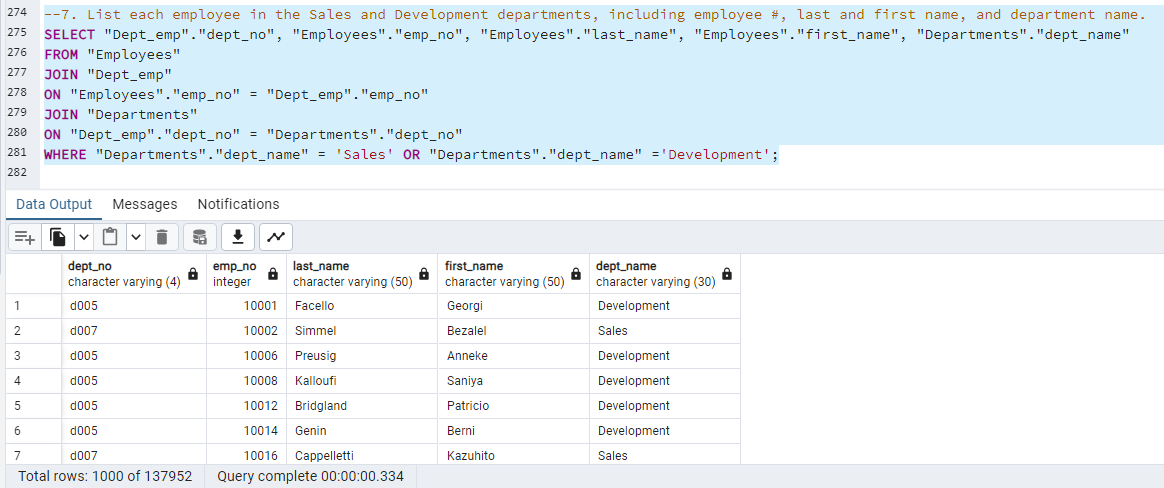 274 --7. List each employee in the Sales and Development departments, including employee #, last and first name, and department name.
275 SELECT "Dept_emp"."dept_no", "Employees"."emp_no", "Employees"."last_name", "Employees"."first_name", "Departments"."dept_name"
276 FROM "Employees"
277 JOIN "Dept_emp"
278 ON "Employees"."emp_no" = "Dept_emp"."emp_no"
279 JOIN "Departments"
280 ON "Dept_emp"."dept_no" = "Departments"."dept_no"
281 WHERE "Departments"."dept_name" = 'Sales' OR "Departments"."dept_name" ='Development';
282
Data Output Messages Notifications
dept_no emp_no last_name first_name dept_name
character varying (4) integer character varying (50) character varying (50) character varying (30)
1 d005 10001 Facello Georgi Development
2 d007 10002 Simmel Bezalel Sales
3 d005 10006 Preusig Anneke Development
4 d005 10008 Kalloufi Saniya Development
5 d005 10012 Bridgland Patricio Development
6 d005 10014 Genin Berni Development
7 d007 10016 Cappelletti Kazuhito Sales
Total rows: 1000 of 137952 Query complete 00:00:00.334